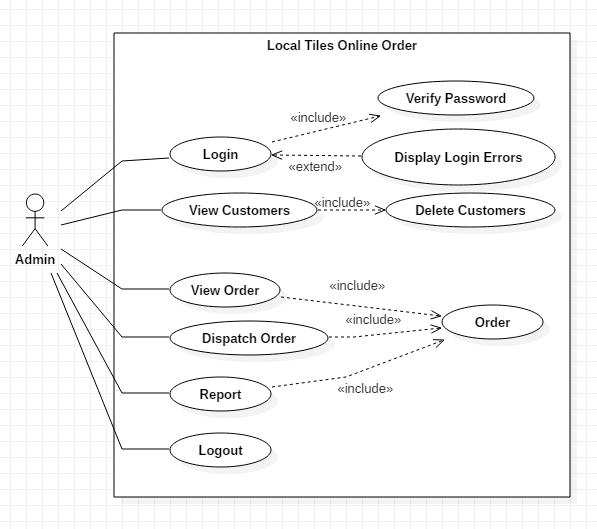 Local Tiles Online Order
Verify Password
«include»
Login
Display Login Errors
«extend»
View Customers
«include»
Delete Customers
Admin
View Order
«include»
Order
«include»
Dispatch Order
Report
«include»
Logout